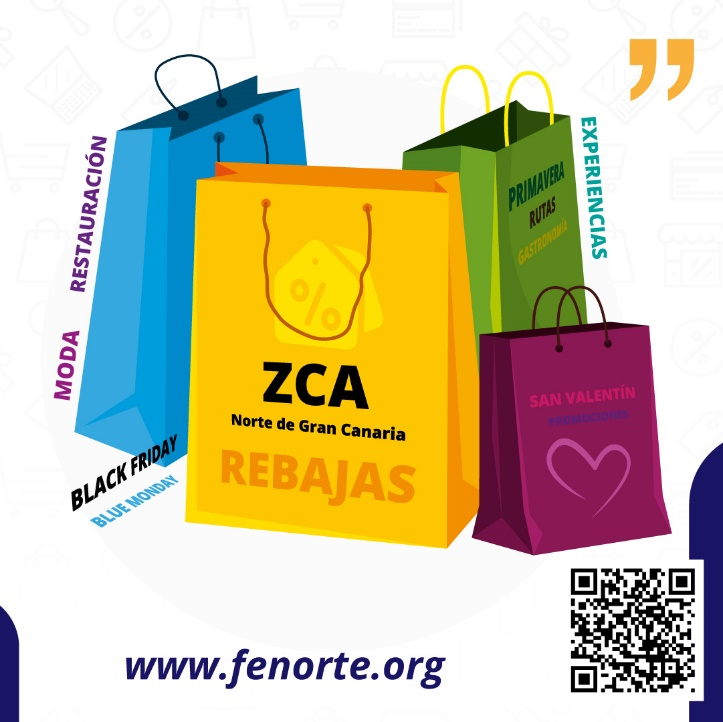 ”
RESTAURACIÓN
MODA
BLACK FRIDAY
BLUE MONDAY
ZCA
Norte de Gran Canaria
REBAJAS
PRIMAVERA
RUTAS
GASTRONOMÍA
EXPERIENCIAS
SAN VALENTÍN
PROMOCIONES
www.fenorte.org